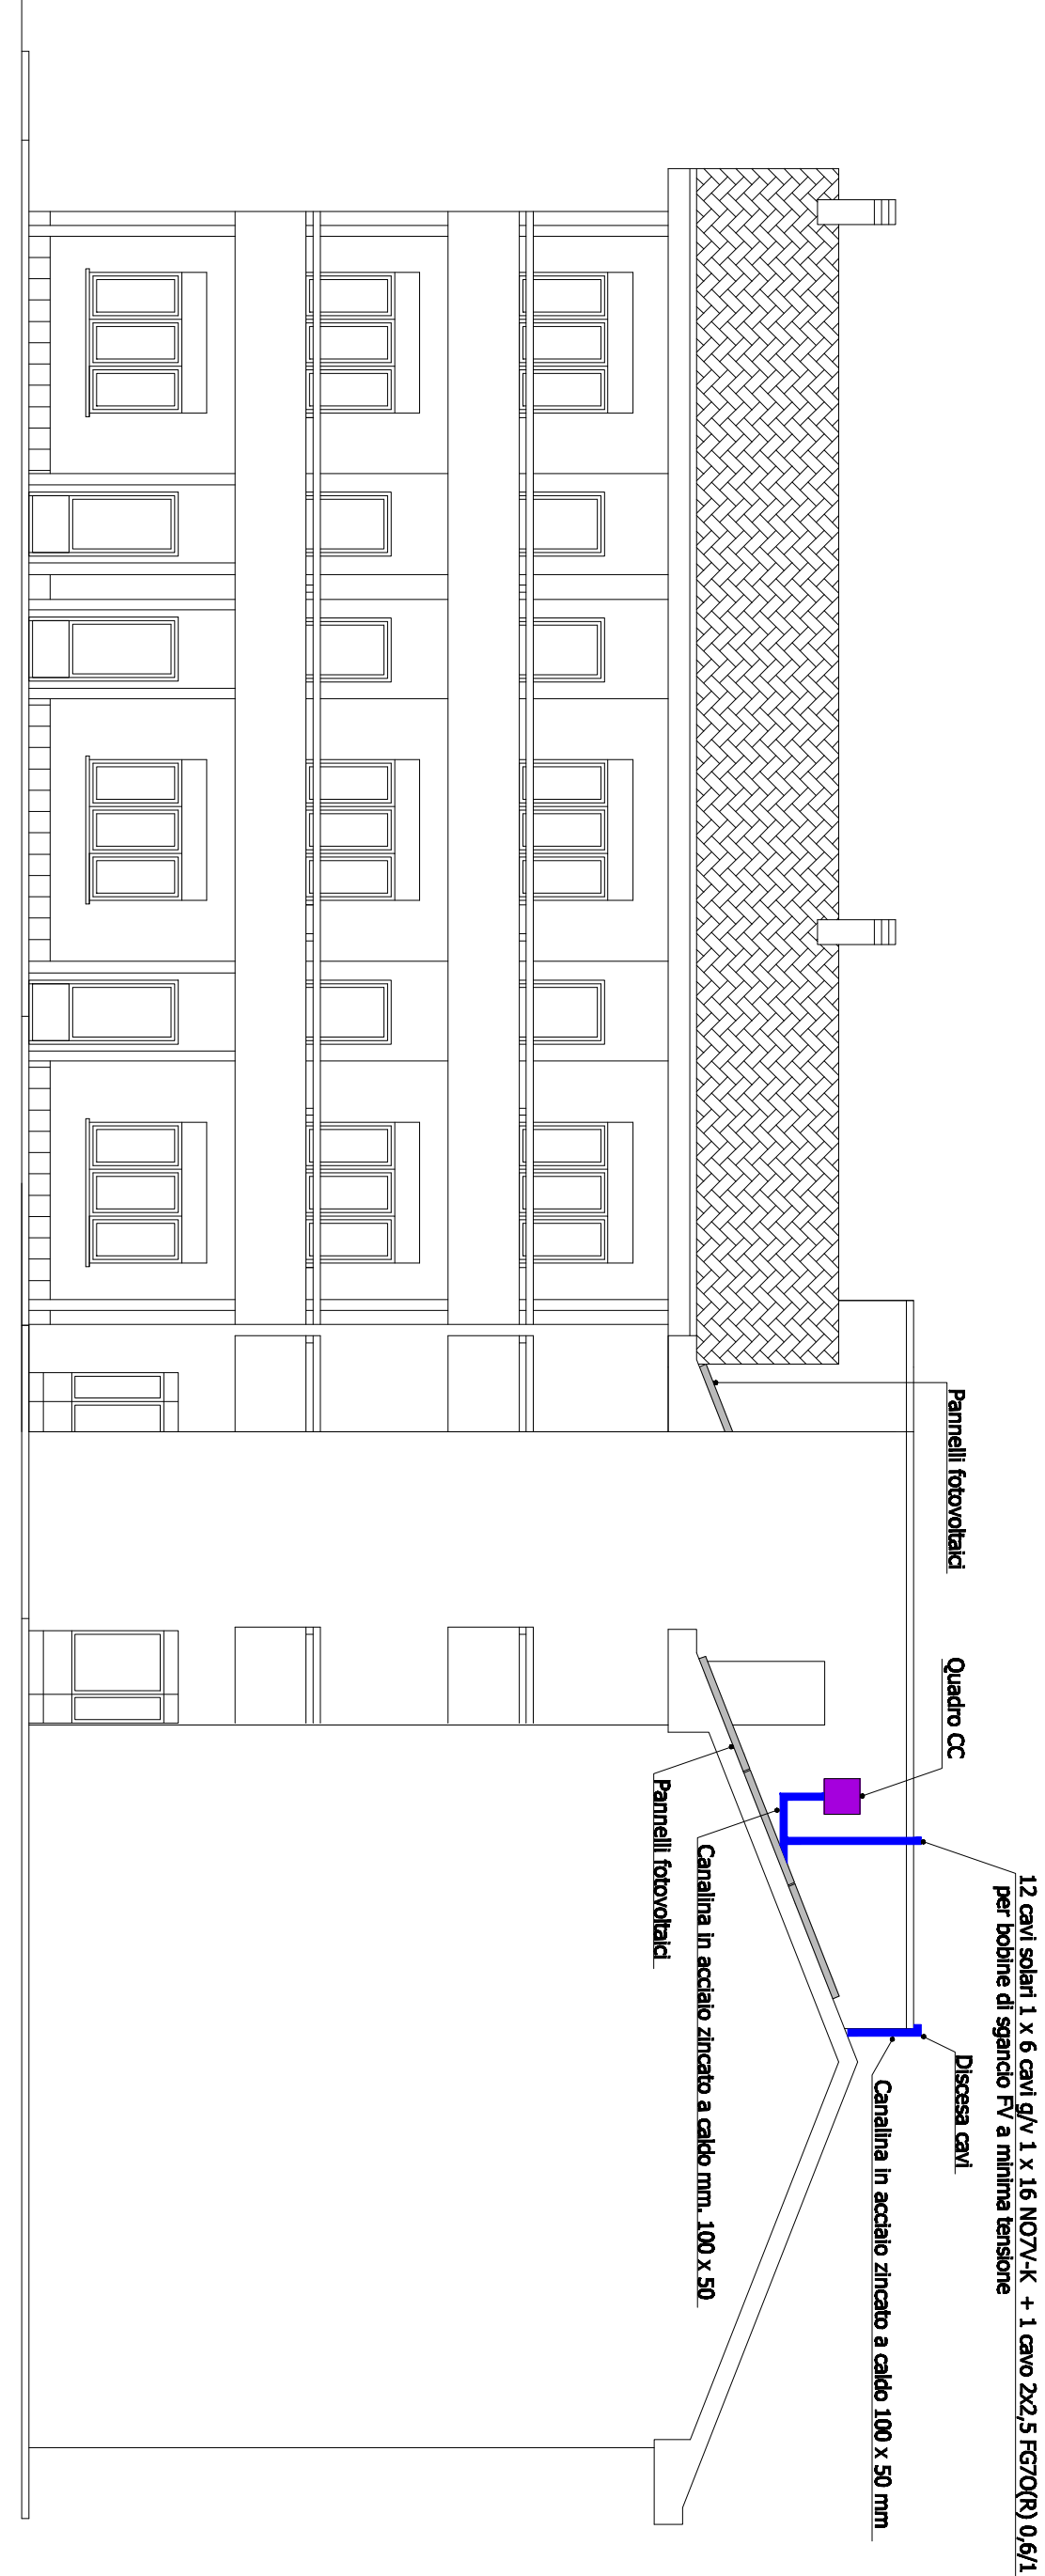 12 cavi solari 1 x 6 cavi g/v 1 x 16 NO7V-K + 1 cavo 2x2,5 FG7O(R) 0,6/1
per bobine di sgancio FV a minima tensione
Discesa cavi
Pannelli fotovoltaici
Quadro CC
Canalina in acciaio zincato a caldo 100 x 50 mm
Canalina in acciaio zincato a caldo mm. 100 x 50
Pannelli fotovoltaici